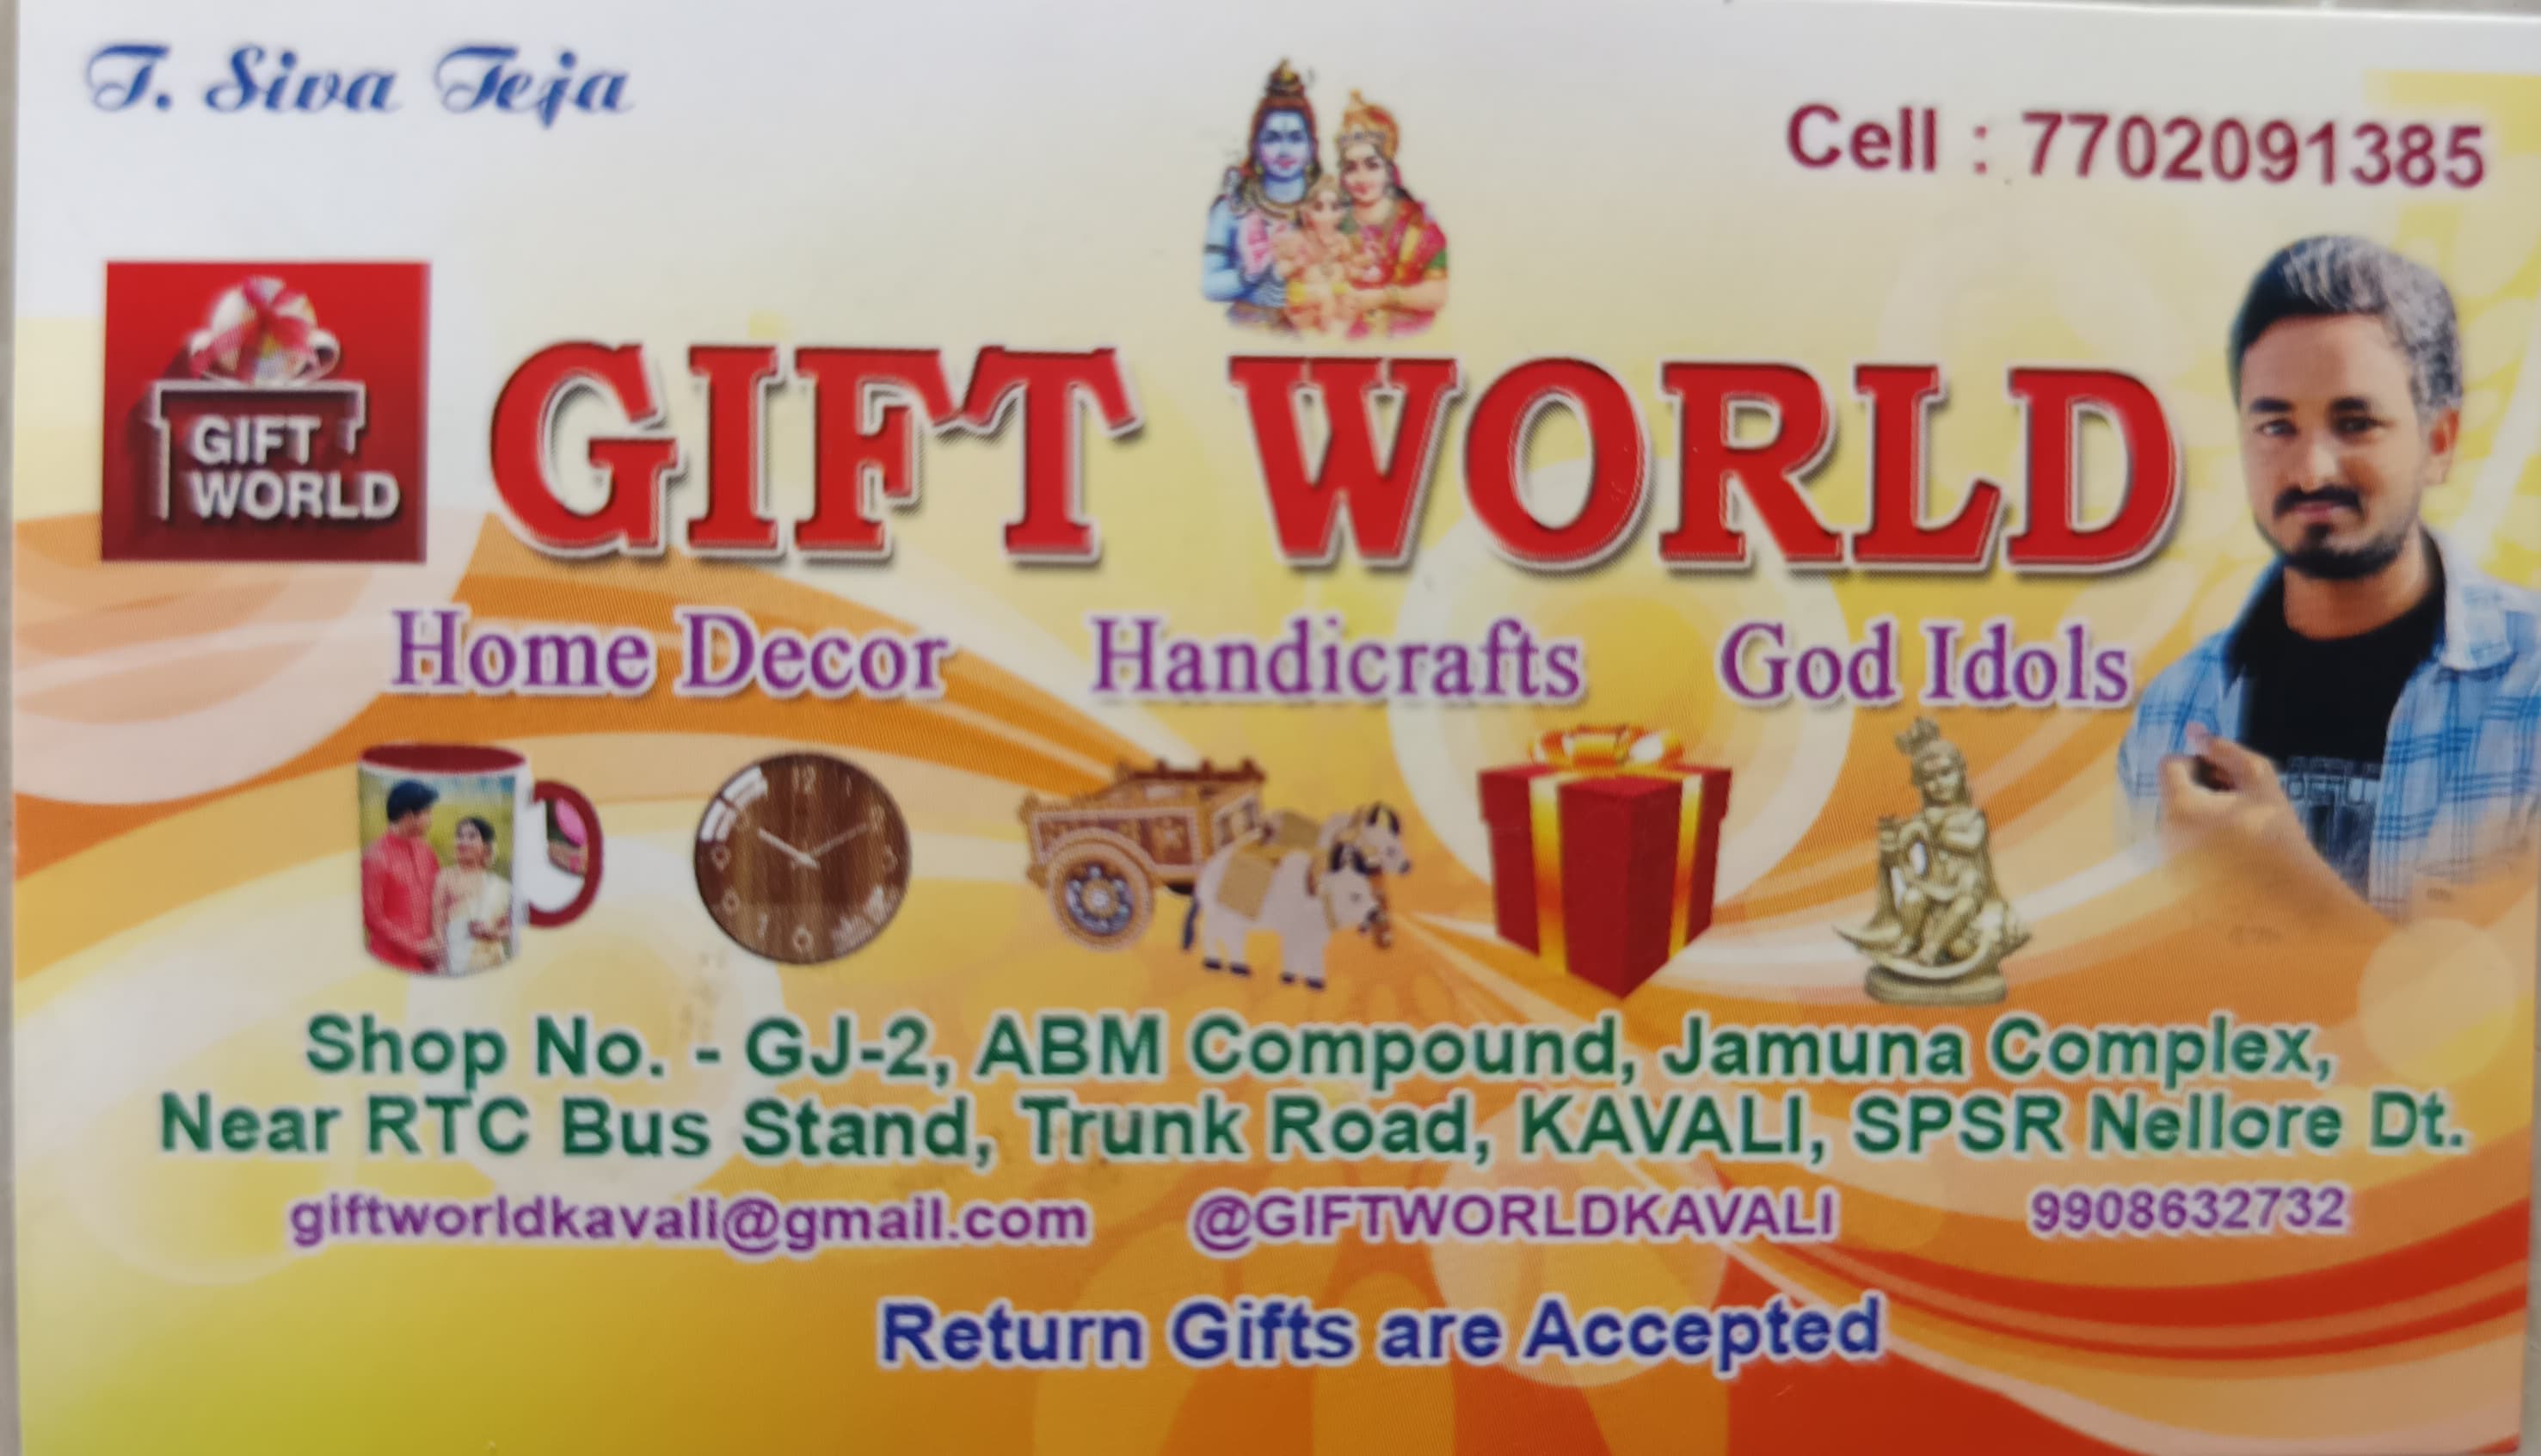 T. Siva Teja
Cell : 7702091385
GIFT
WORLD
GIFT WORLD
Home Decor Handicrafts God Idols
Shop No. - GJ-2, ABM Compound, Jamuna Complex,
Near RTC Bus Stand, Trunk Road, KAVALI, SPSR Nellore Dt.
giftworldkavali@gmail.com @GIFTWORLDKAVALI 9908632732
Return Gifts are Accepted